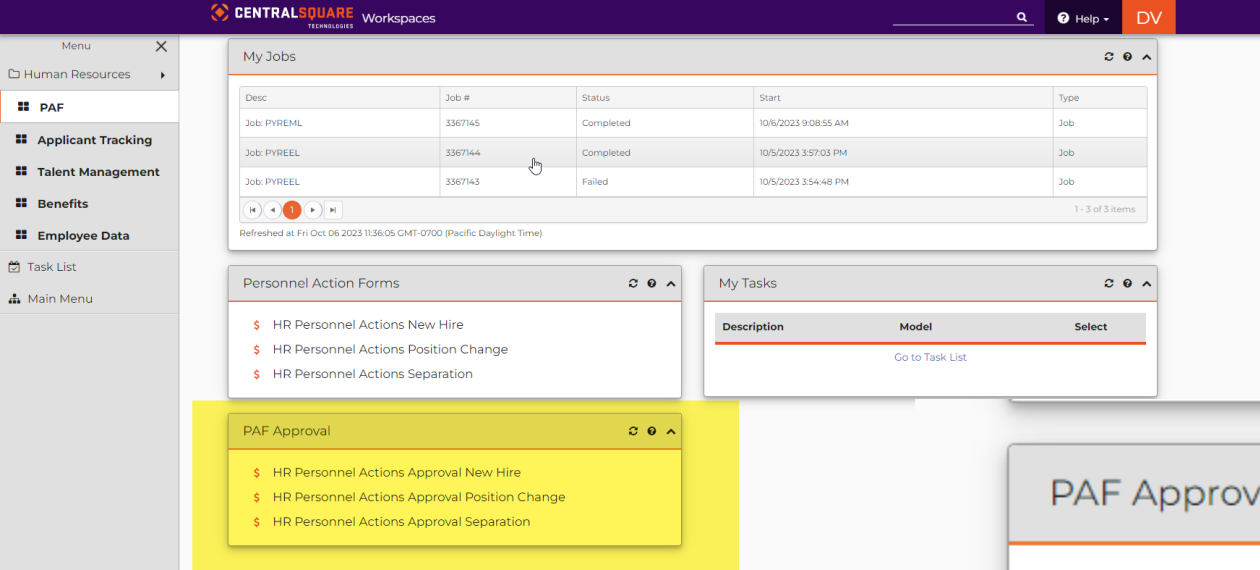 CENTRALSQUARE
TECHNOLOGIES
Workspaces
Help
DV
Menu
Human Resources
PAF
Applicant Tracking
Talent Management
Benefits
Employee Data
Task List
Main Menu
My Jobs
Desc Job # Status Start Type
Job: PYREML 3367145 Completed 10/6/2023 9:08:55 AM Job
Job: PYREEL 3367144 Completed 10/5/2023 3:57:03 PM Job
Job: PYREEL 3367143 Failed 10/5/2023 3:54:48 PM Job
1 1 - 3 of 3 items
Refreshed at Fri Oct 06 2023 11:36:05 GMT-0700 (Pacific Daylight Time)
Personnel Action Forms
$ HR Personnel Actions New Hire
$ HR Personnel Actions Position Change
$ HR Personnel Actions Separation
My Tasks
Description Model Select
Go to Task List
PAF Approval
$ HR Personnel Actions Approval New Hire
$ HR Personnel Actions Approval Position Change
$ HR Personnel Actions Approval Separation
PAF Approv